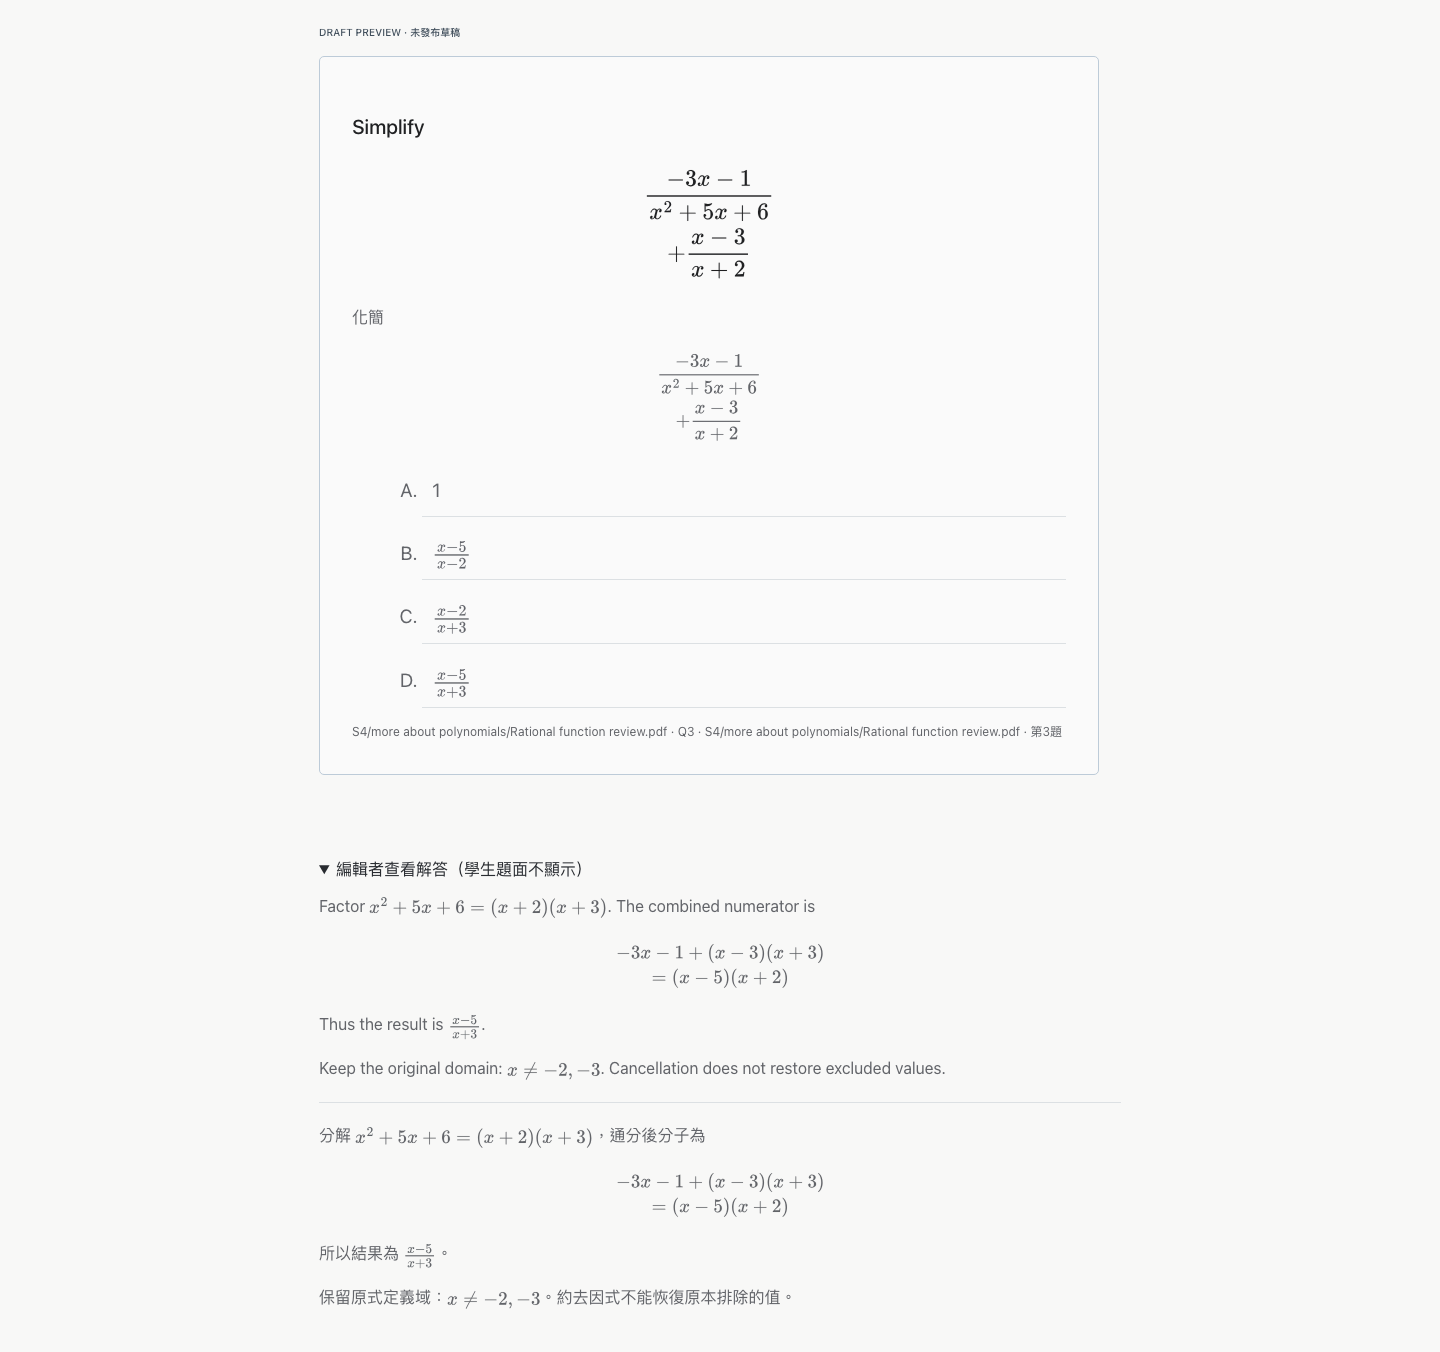 DRAFT PREVIEW · 未發布草稿
Simplify
−3x − 1
x² + 5x + 6
+ x − 3
x + 2
化簡
−3x − 1
x² + 5x + 6
+ x − 3
x + 2
A. 1
B. x−5
x−2
C. x−2
x+3
D. x−5
x+3
S4/more about polynomials/Rational function review.pdf · Q3 · S4/more about polynomials/Rational function review.pdf · 第3題
▼ 編輯者查看解答（學生題面不顯示）
Factor x² + 5x + 6 = (x + 2)(x + 3). The combined numerator is
−3x − 1 + (x − 3)(x + 3)
= (x − 5)(x + 2)
Thus the result is x−5/x+3.
Keep the original domain: x ≠ −2, −3. Cancellation does not restore excluded values.
分解 x² + 5x + 6 = (x + 2)(x + 3)，通分後分子為
−3x − 1 + (x − 3)(x + 3)
= (x − 5)(x + 2)
所以結果為 x−5/x+3。
保留原式定義域：x ≠ −2, −3。約去因式不能恢復原本排除的值。